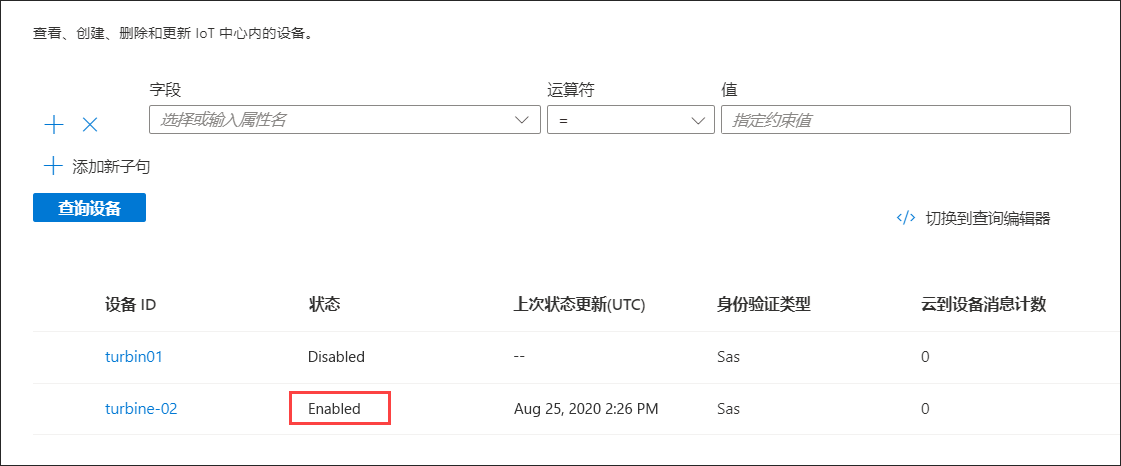 查看、创建、删除和更新 IoT 中心内的设备。
字段 运算符 值
选择或输入属性名 = 指定约束值
添加新子句
查询设备
切换到查询编辑器
设备 ID 状态 上次状态更新(UTC) 身份验证类型 云到设备消息计数
turbin01 Disabled -- Sas 0
turbine-02 Enabled Aug 25, 2020 2:26 PM Sas 0